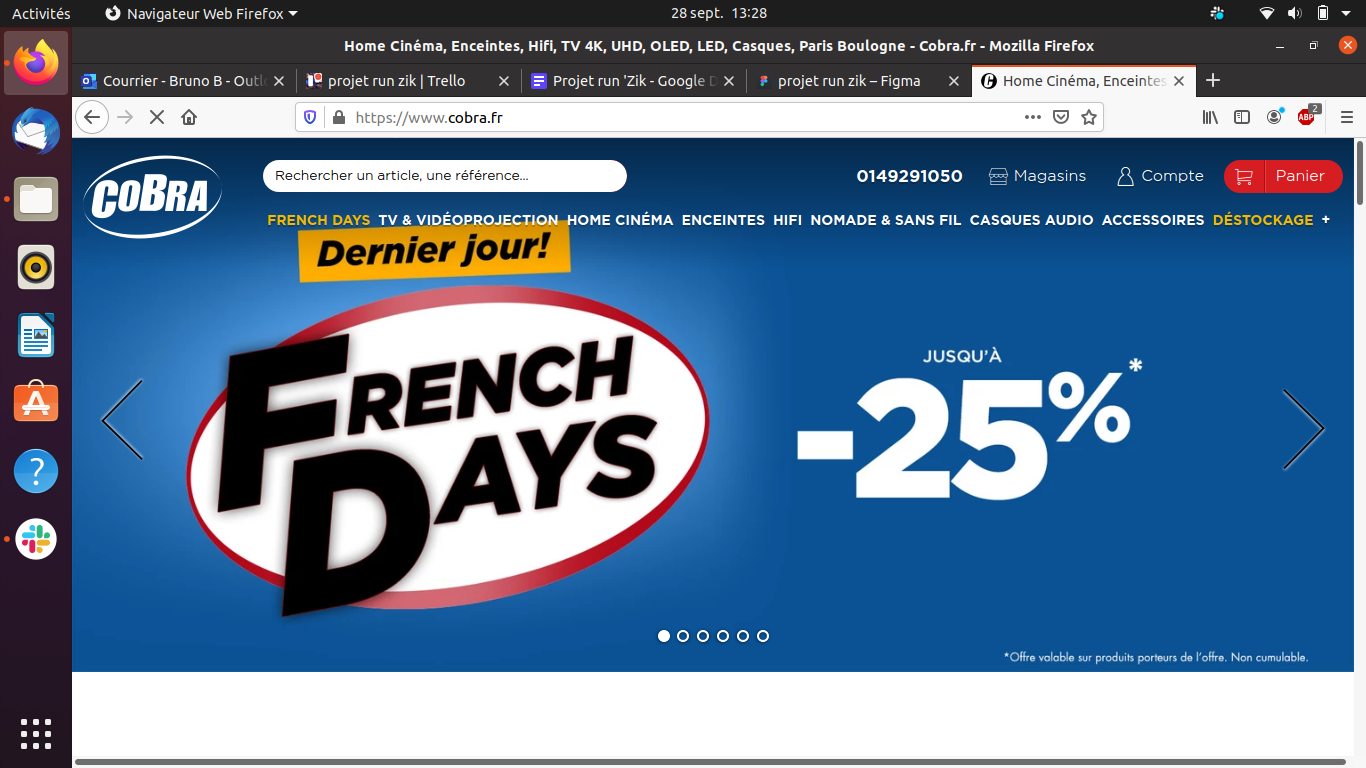 Activités
Navigateur Web Firefox
28 sept. 13:28
Home Cinéma, Enceintes, Hifi, TV 4K, UHD, OLED, LED, Casques, Paris Boulogne - Cobra.fr - Mozilla Firefox
Courrier - Bruno B - Outl
projet run zik | Trello
Projet run 'Zik - Google D
projet run zik – Figma
Home Cinéma, Enceintes
https://www.cobra.fr
ABP
2
COBRA
Rechercher un article, une référence...
0149291050
Magasins
Compte
Panier
FRENCH DAYS TV & VIDÉOPROJECTION HOME CINÉMA ENCEINTES HIFI NOMADE & SANS FIL CASQUES AUDIO ACCESSOIRES DÉSTOCKAGE +
Dernier jour!
FRENCH
DAYS
JUSQU'À
-25%*
*Offre valable sur produits porteurs de l'offre. Non cumulable.